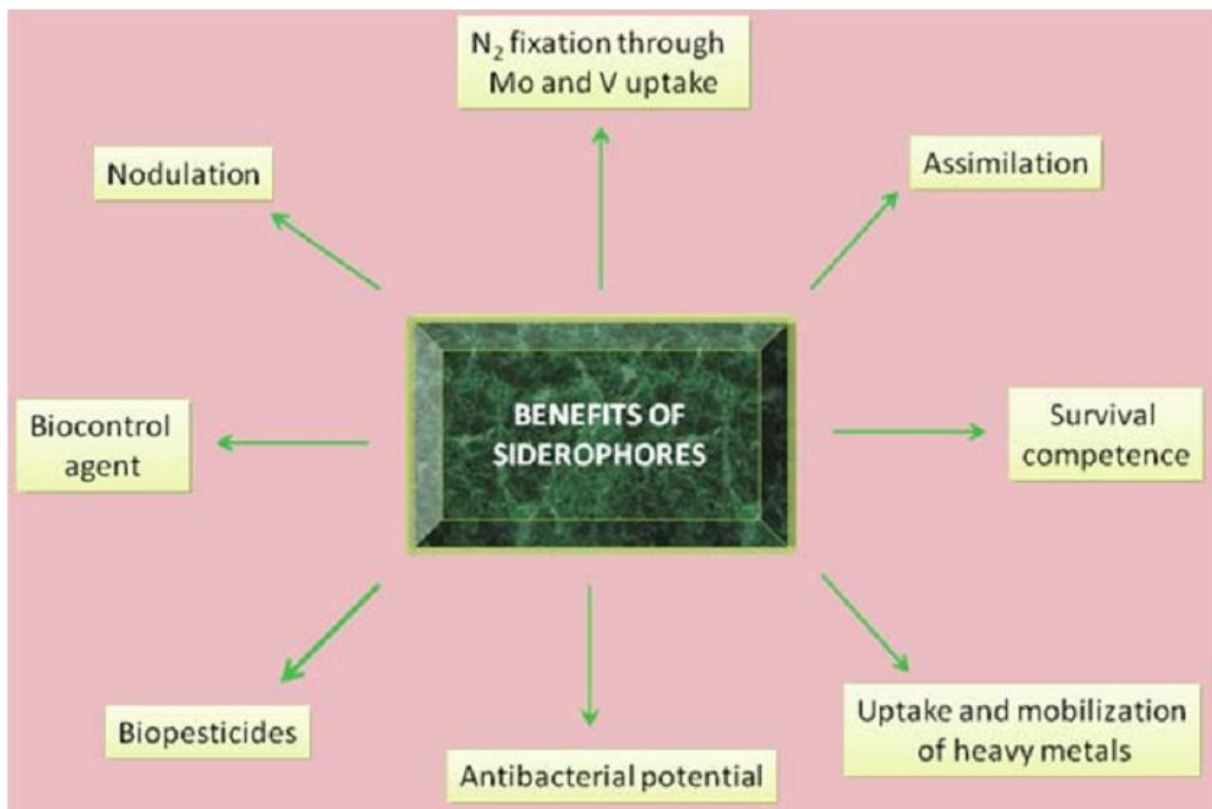 N₂ fixation through
Mo and V uptake
Nodulation
Assimilation
BENEFITS OF
SIDEROPHORES
Biocontrol
agent
Survival
competence
Biopesticides
Antibacterial potential
Uptake and mobilization
of heavy metals